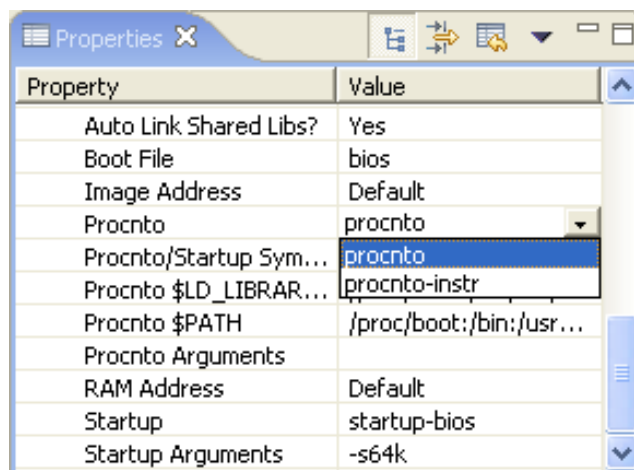 Properties
Property Value
Auto Link Shared Libs? Yes
Boot File bios
Image Address Default
Procnto procnto
Procnto/Startup Sym... procnto
Procnto $LD_LIBRAR... procnto-instr
Procnto $PATH /proc/boot:/bin:/usr...
Procnto Arguments
RAM Address Default
Startup startup-bios
Startup Arguments -s64k